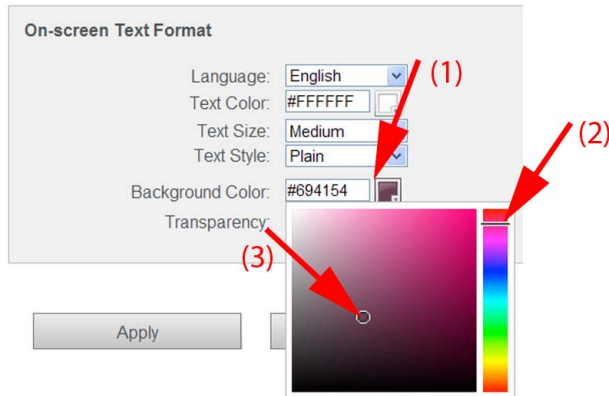 On-screen Text Format
Language: English
(1)
Text Color: #FFFFFF
Text Size: Medium
(2)
Text Style: Plain
Background Color: #694154
Transparency:
(3)
Apply